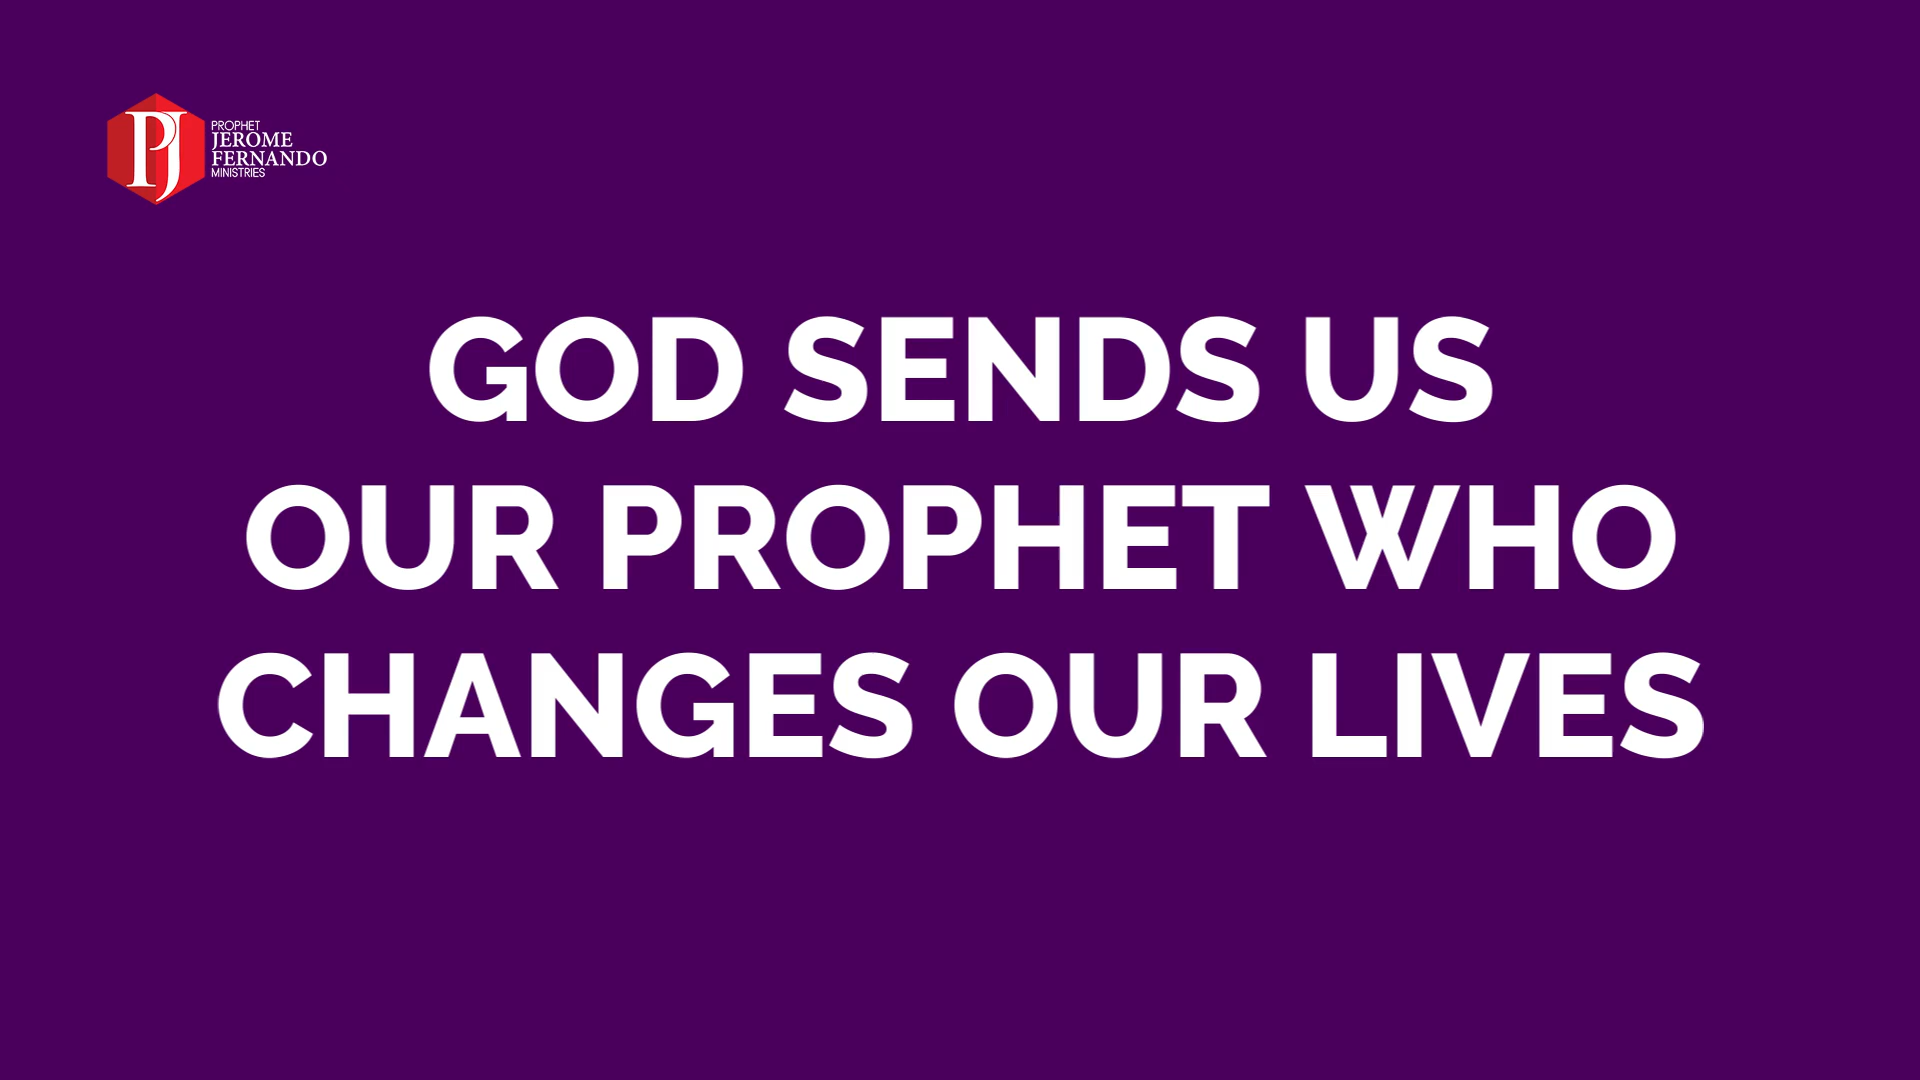 PJ
PROPHET
JEROME
FERNANDO
MINISTRIES
GOD SENDS US
OUR PROPHET WHO
CHANGES OUR LIVES